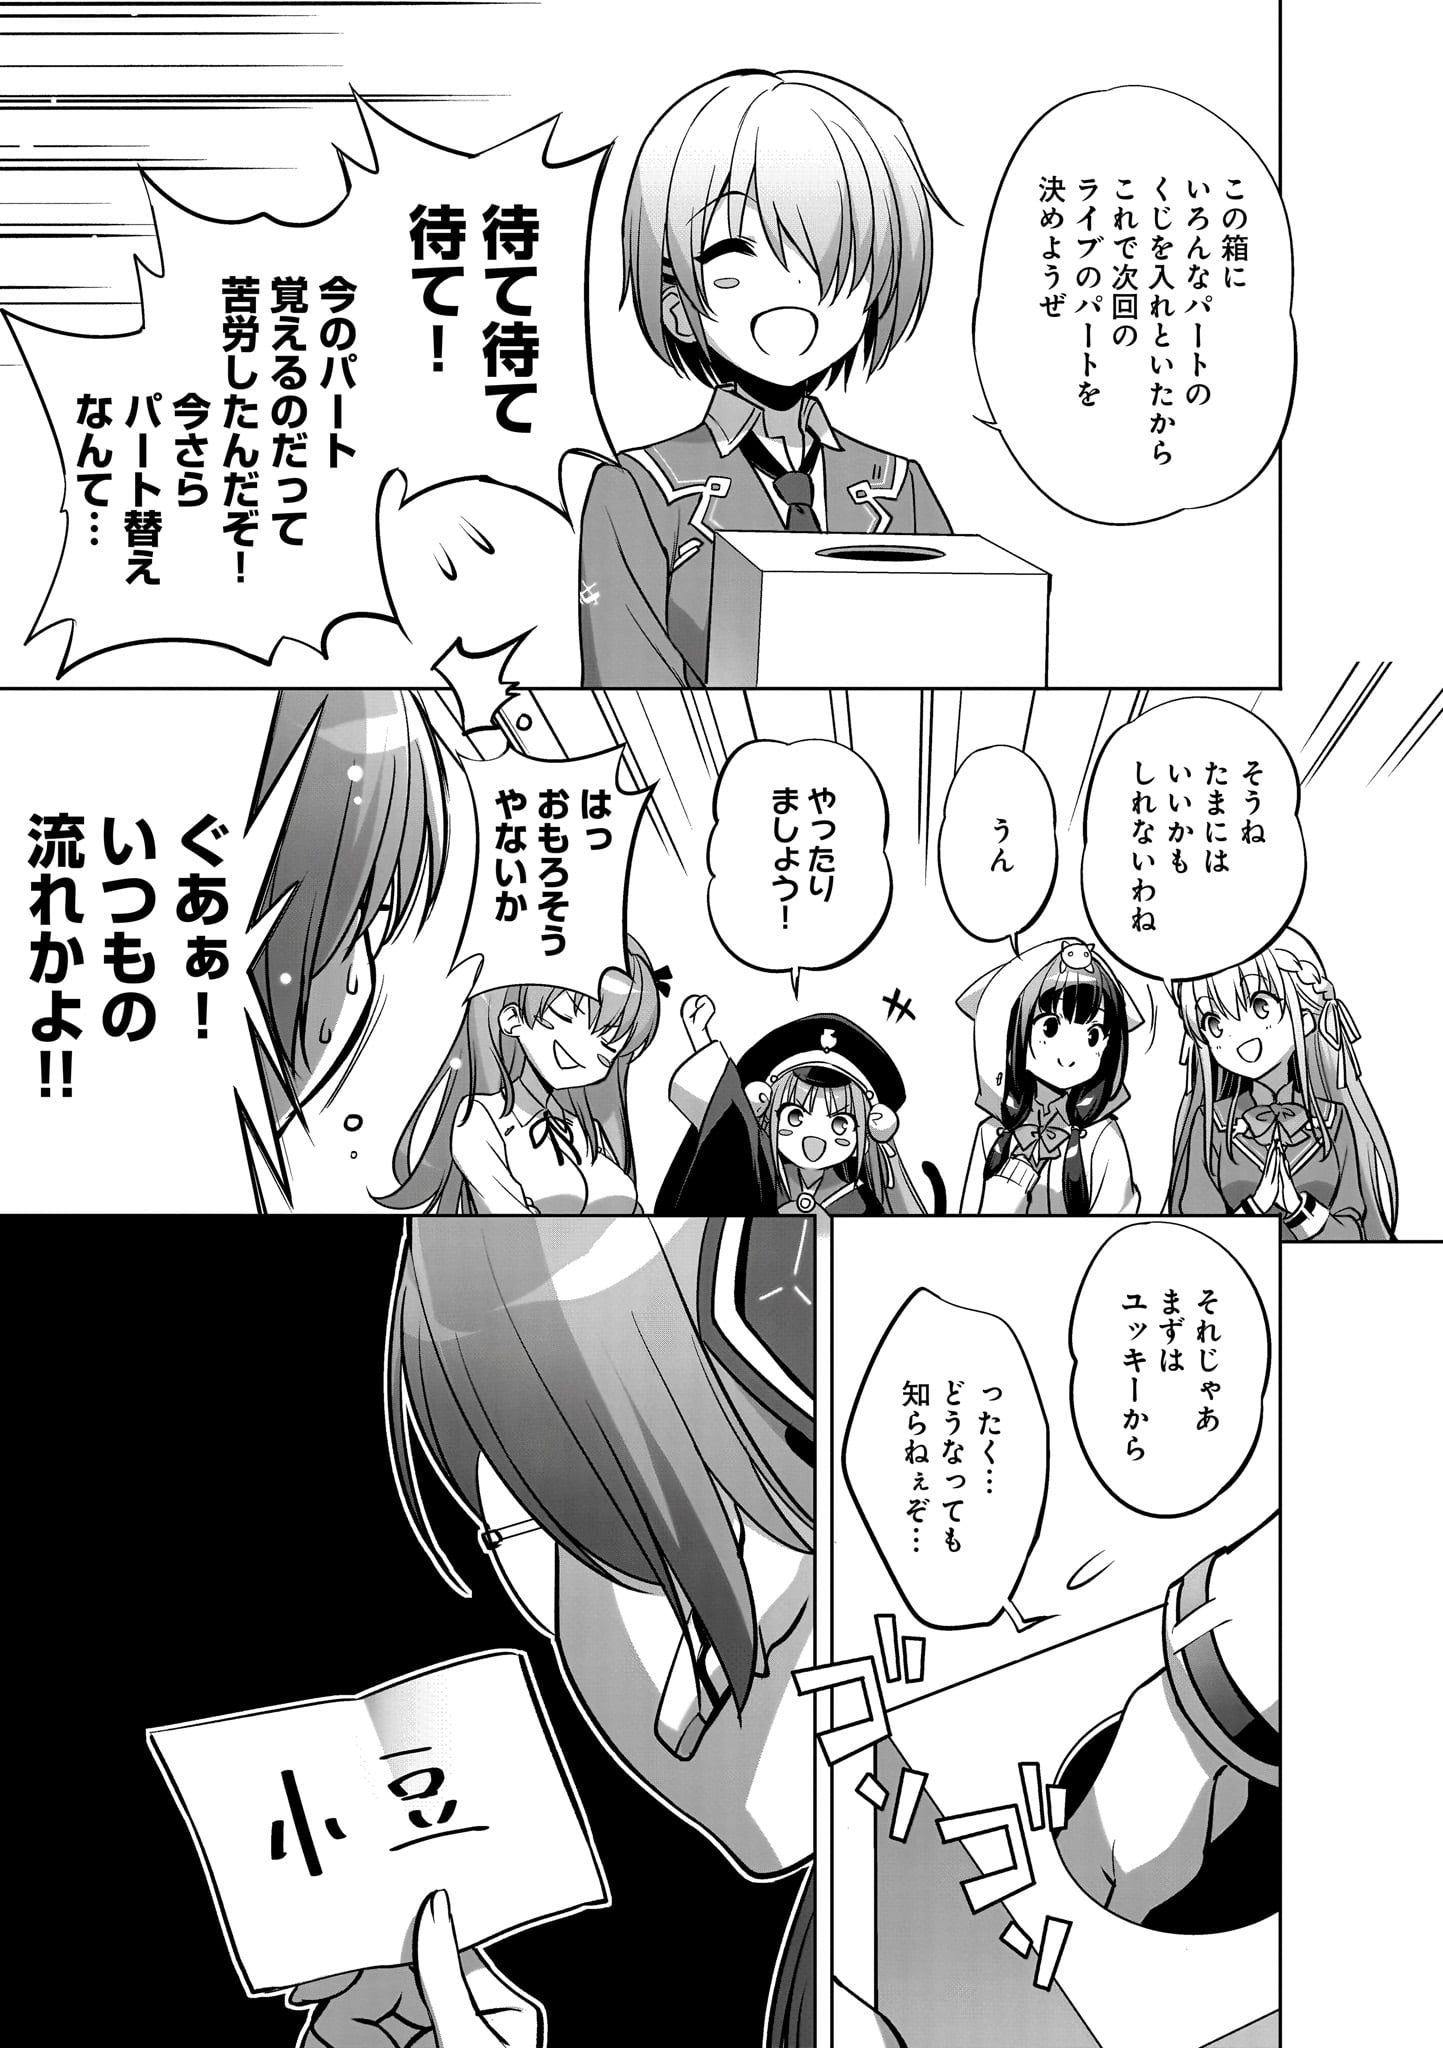 この箱に
いろんなパートの
くじを入れといたから
これで次回の
ライブのパートを
決めようぜ
待て待て
待て！
今のパート
覚えるのだって
苦労したんだぞ！
今さら
パート替え
なんて…
そうね
たまには
いいかも
しれないわね
うん
やったり
ましょう！
はっ
おもろそう
やないか
ぐあぁ！
いつもの
流れかよ!!
それじゃあ
まずは
ユッキーから
ったく…
どうなっても
知らねぇぞ…
ゴソ
ゴソ
小豆